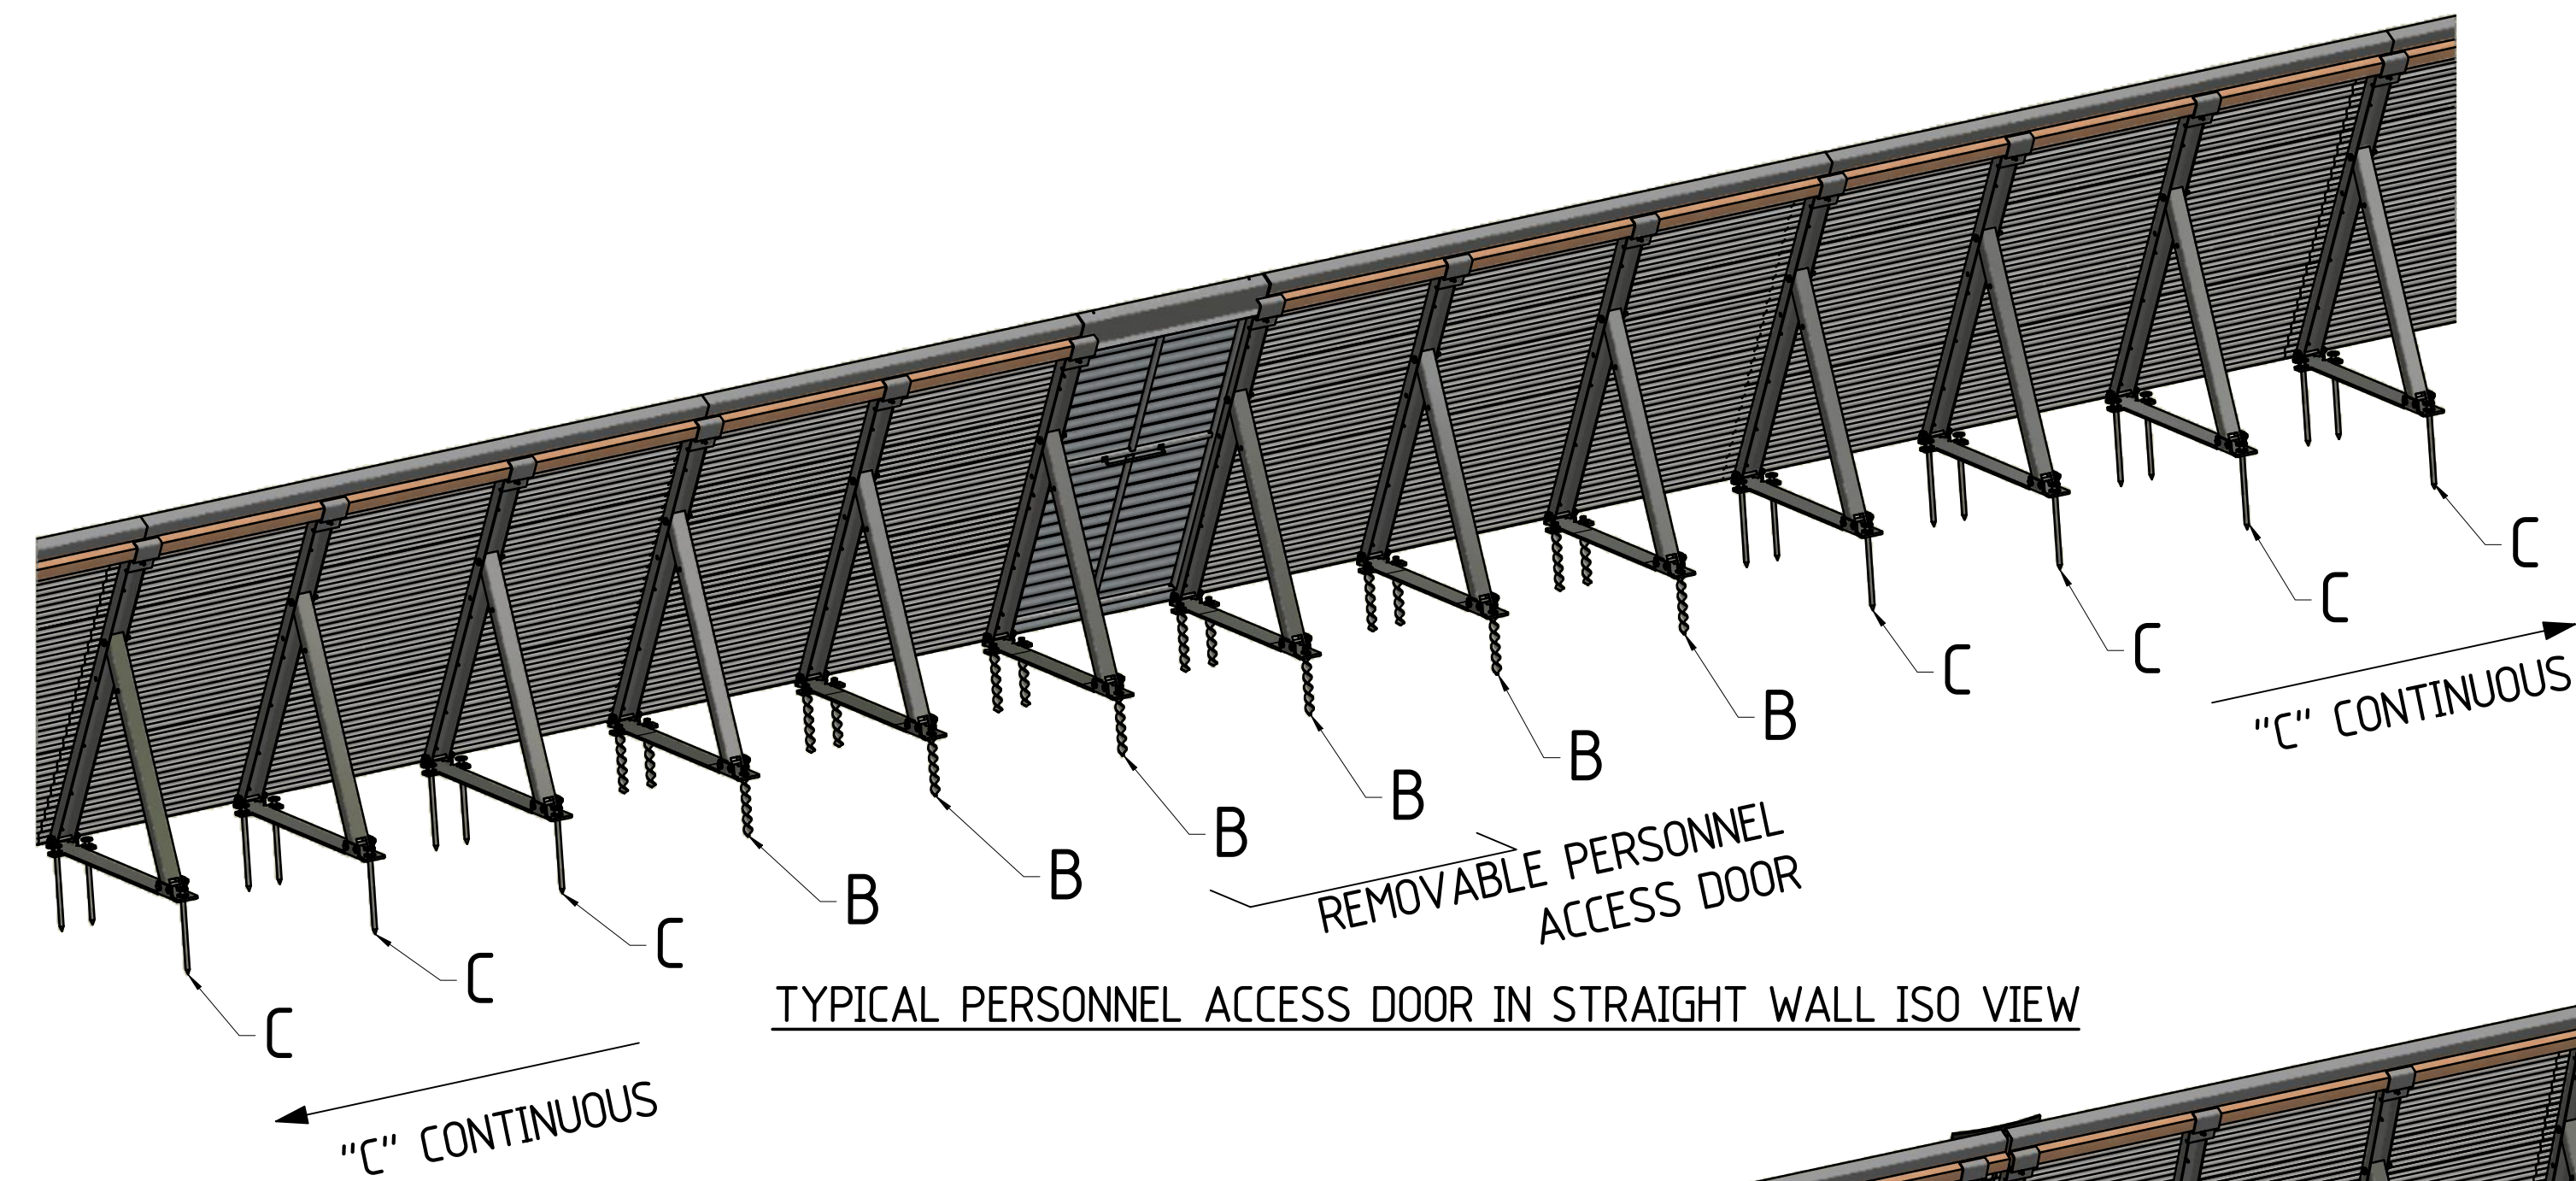 C
C
C
C
"C" CONTINUOUS
B
B
B
B
B
B
REMOVABLE PERSONNEL
ACCESS DOOR
C
C
C
TYPICAL PERSONNEL ACCESS DOOR IN STRAIGHT WALL ISO VIEW
"C" CONTINUOUS